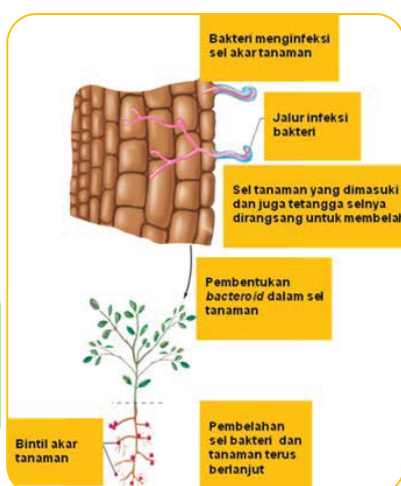 Bakteri menginfeksi
sel akar tanaman
Jalur infeksi
bakteri
Sel tanaman yang dimasuki
dan juga tetangga selnya
dirangsang untuk membelah
Pembentukan
bacteroid dalam sel
tanaman
Bintil akar
tanaman
Pembelahan
sel bakteri dan
tanaman terus
berlanjut